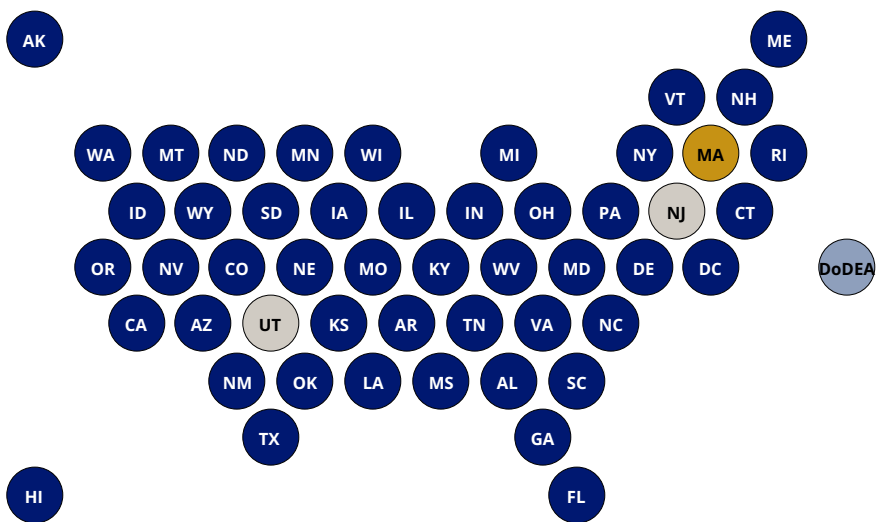 AK
ME
VT
NH
WA
MT
ND
MN
WI
MI
NY
MA
RI
ID
WY
SD
IA
IL
IN
OH
PA
NJ
CT
OR
NV
CO
NE
MO
KY
WV
MD
DE
DC
DoDEA
CA
AZ
UT
KS
AR
TN
VA
NC
NM
OK
LA
MS
AL
SC
TX
GA
HI
FL